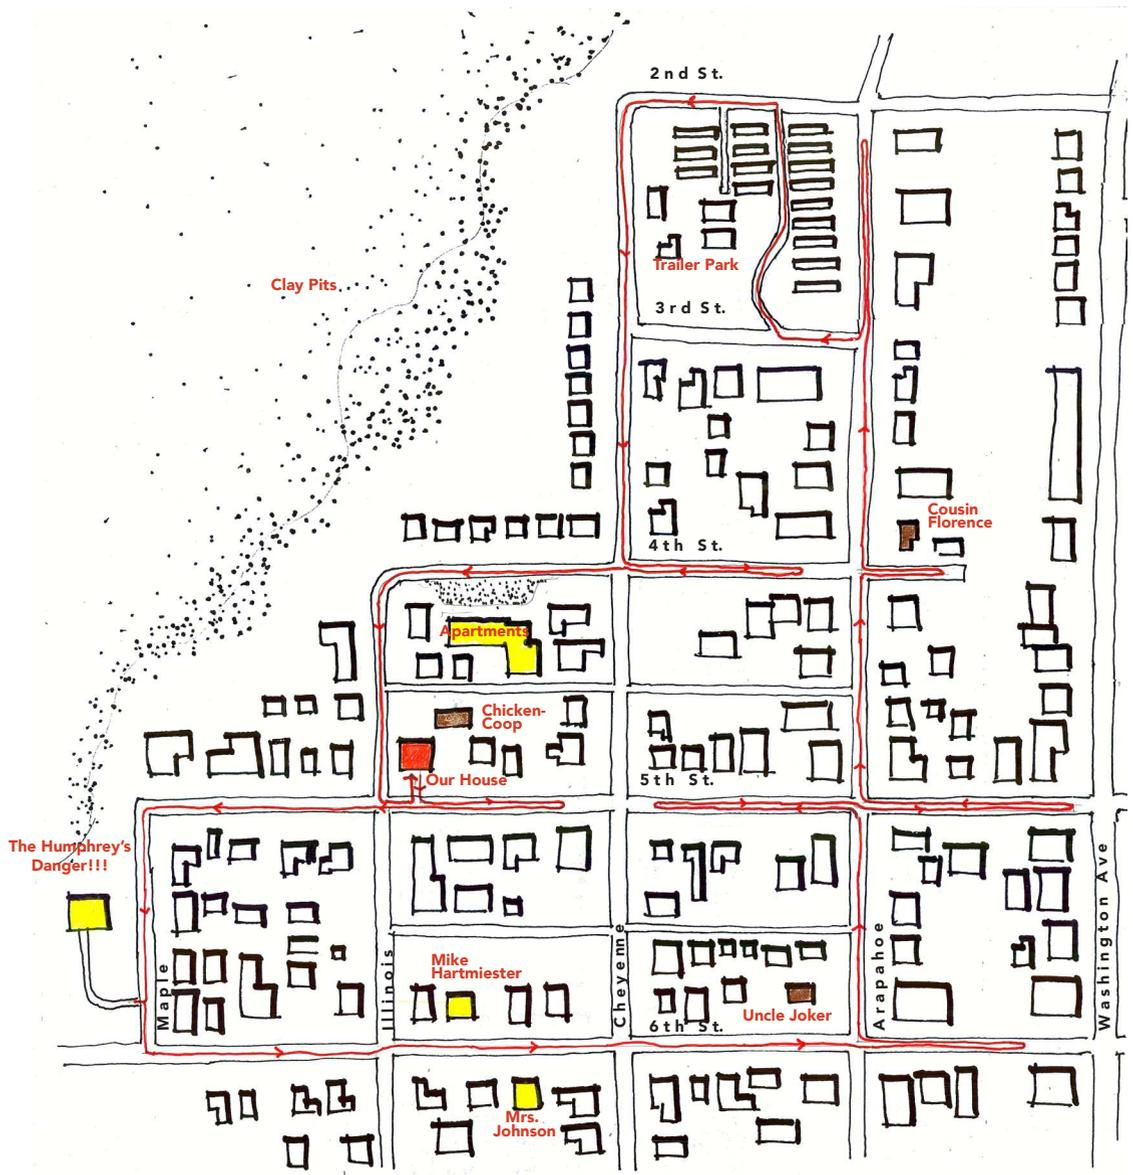 2nd St.
Clay Pits
Trailer Park
3rd St.
Cousin
Florence
4th St.
Apartments
Chicken-
Coop
Our House
5th St.
The Humphrey's
Danger!!!
Washington Ave
Maple
Illinois
Cheyenne
Arapahoe
Mike
Hartmiester
Uncle Joker
6th St.
Mrs.
Johnson